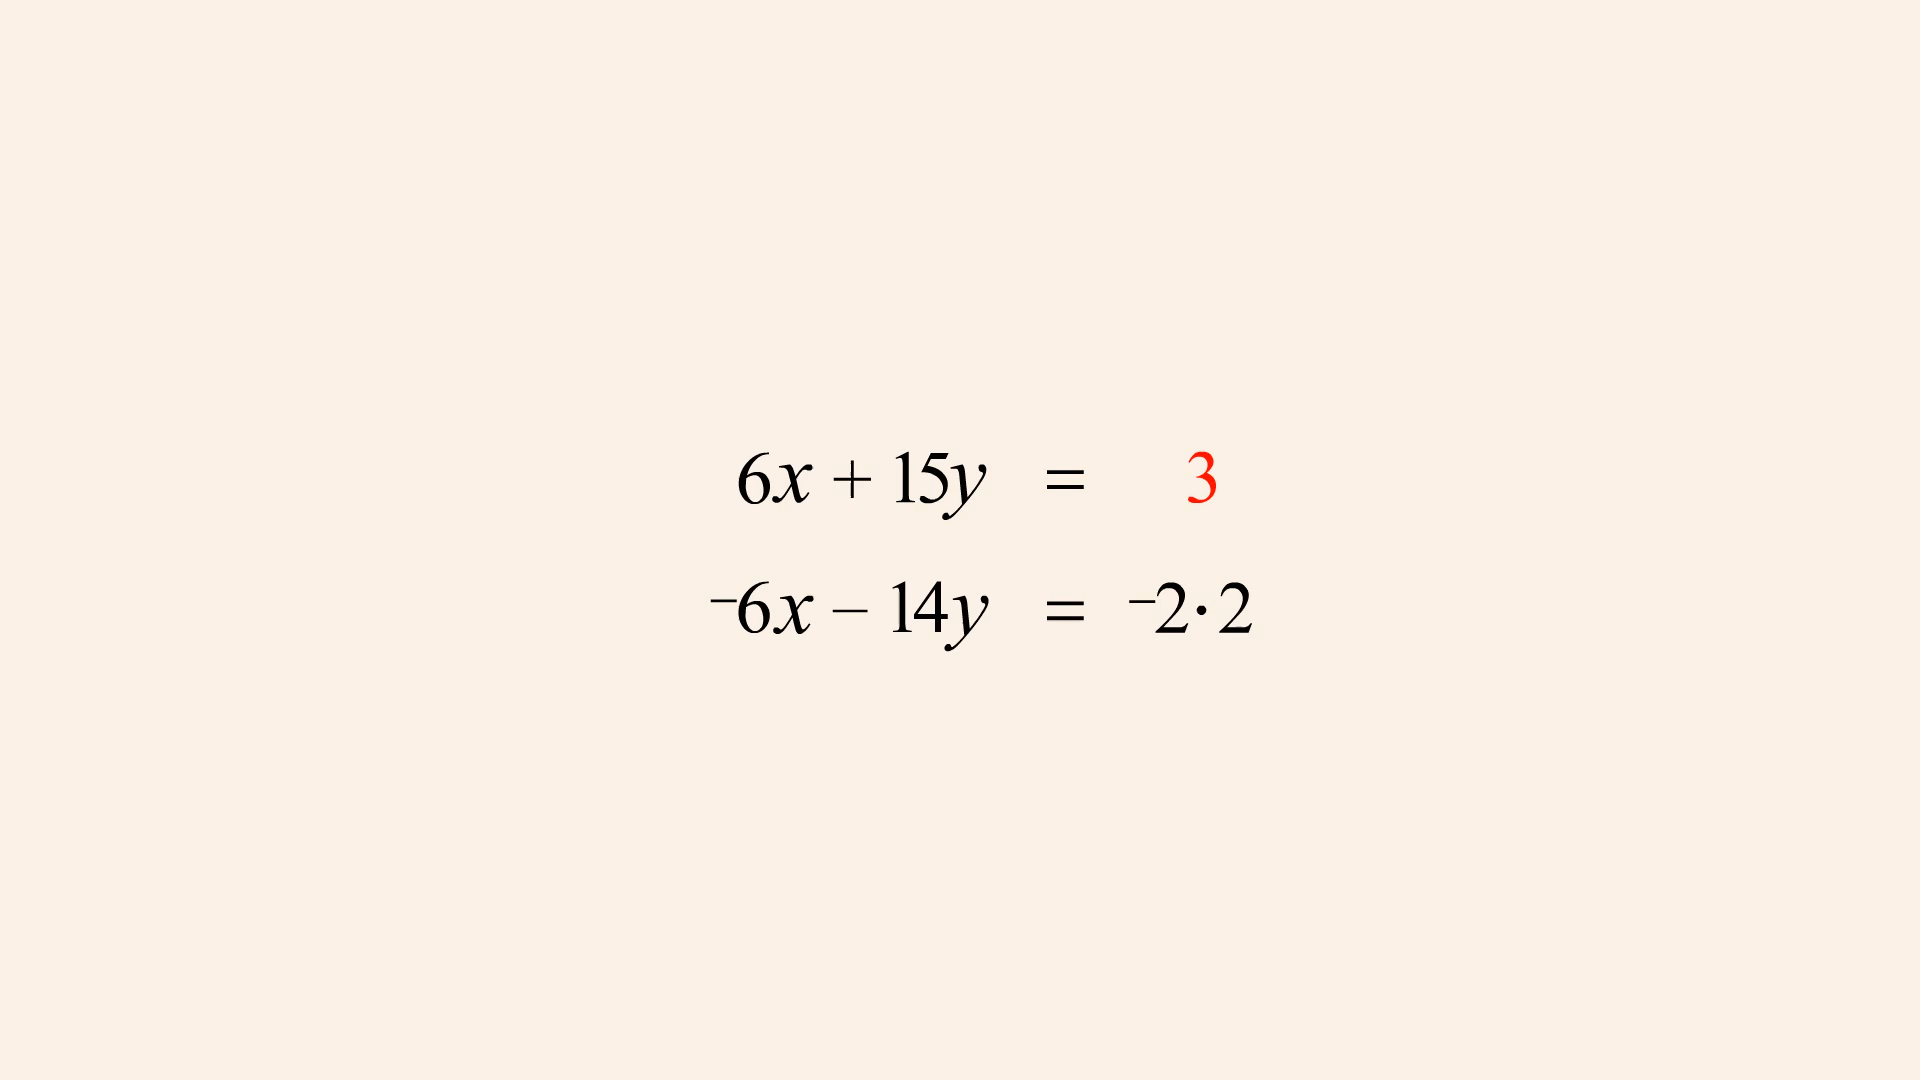 6x + 15y = 3
⁻6x − 14y = ⁻2·2